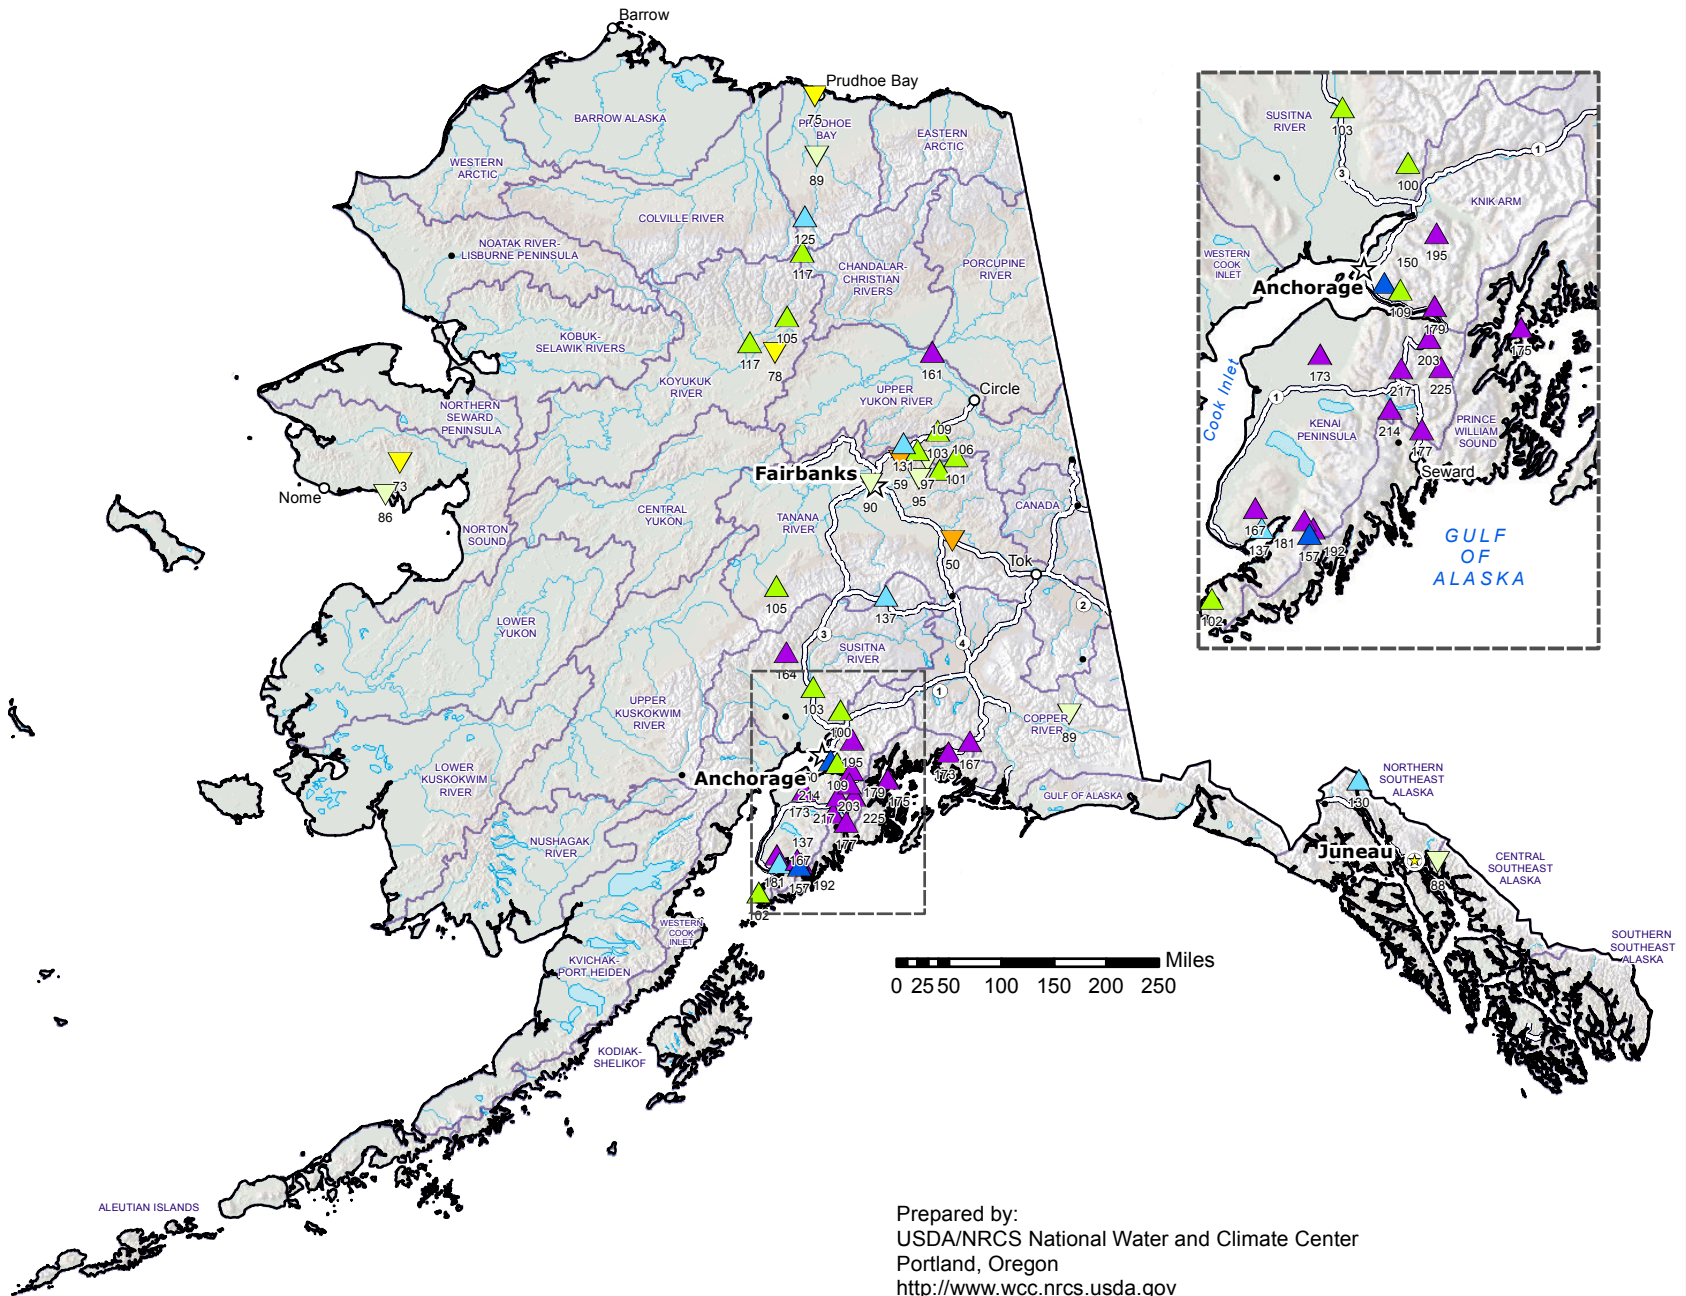 Barrow
Prudhoe Bay
75
PRUDHOE
BAY
BARROW ALASKA
EASTERN
ARCTIC
WESTERN
ARCTIC
89
COLVILLE RIVER
125
NOATAK RIVER-
LISBURNE PENINSULA
117
CHANDALAR-
CHRISTIAN
RIVERS
PORCUPINE
RIVER
105
KOBUK-
SELAWIK RIVERS
117
78
161
KOYUKUK
RIVER
UPPER
YUKON RIVER
Circle
NORTHERN
SEWARD
PENINSULA
109
103
106
131
Fairbanks
59
97
101
95
73
Nome
86
90
CENTRAL
YUKON
TANANA
RIVER
CANADA
NORTON
SOUND
50
Tok
105
137
2
LOWER
YUKON
3
4
SUSITNA
RIVER
164
1
103
UPPER
KUSKOKWIM
RIVER
COPPER
RIVER
89
100
195
173
167
Anchorage
109
179
175
214
173
203
217
225
LOWER
KUSKOKWIM
RIVER
GULF OF ALASKA
177
137
167
NUSHAGAK
RIVER
181
157
192
102
WESTERN
COOK
INLET
KVICHAK-
PORT HEIDEN
KODIAK-
SHELIKOF
ALEUTIAN ISLANDS
Miles
0 25 50 100 150 200 250
NORTHERN
SOUTHEAST
ALASKA
130
Juneau
88
CENTRAL
SOUTHEAST
ALASKA
SOUTHERN
SOUTHEAST
ALASKA
SUSITNA
RIVER
103
1
3
100
KNIK ARM
195
150
WESTERN
COOK
INLET
Anchorage
109
179
175
203
173
217
225
Cook Inlet
1
KENAI
PENINSULA
214
PRINCE
WILLIAM
SOUND
177
Seward
167
137
181
157
192
GULF
OF
ALASKA
102
Prepared by:
USDA/NRCS National Water and Climate Center
Portland, Oregon
http://www.wcc.nrcs.usda.gov